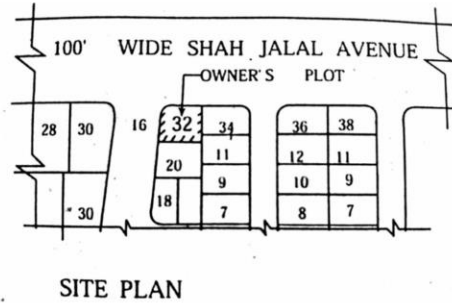 100' WIDE SHAH JALAL AVENUE
OWNER'S PLOT
28 30 16 32 34 36 38
20 11 12 11
9 10 9
30 18 7 8 7
SITE PLAN